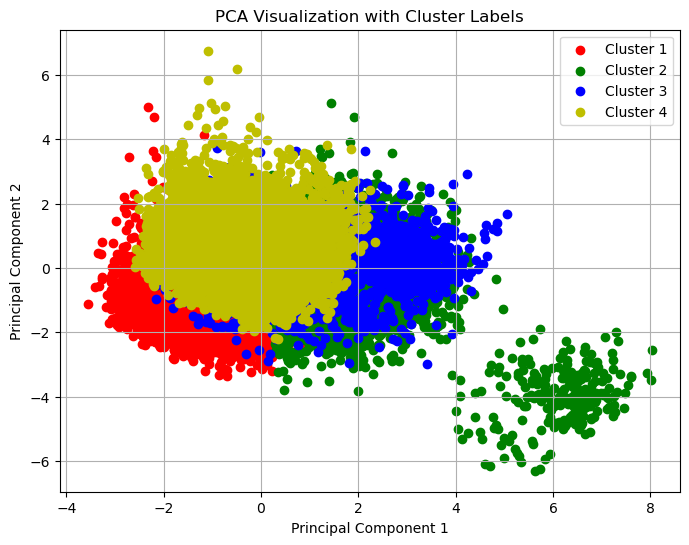 PCA Visualization with Cluster Labels
Cluster 1
Cluster 2
Cluster 3
Cluster 4
6
4
2
0
−2
−4
−6
Principal Component 2
−4
−2
0
2
4
6
8
Principal Component 1